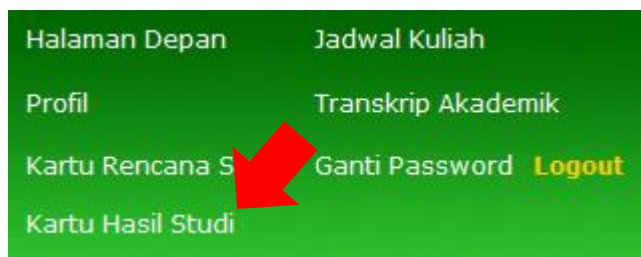 Halaman Depan Jadwal Kuliah
Profil Transkrip Akademik
Kartu Rencana S Ganti Password Logout
Kartu Hasil Studi